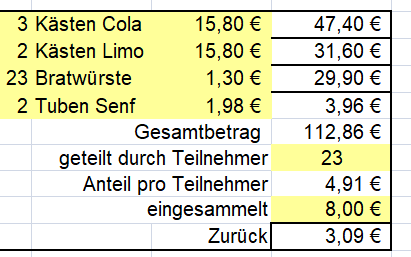 3 Kästen Cola 15,80 € 47,40 €
2 Kästen Limo 15,80 € 31,60 €
23 Bratwürste 1,30 € 29,90 €
2 Tuben Senf 1,98 € 3,96 €
Gesamtbetrag 112,86 €
geteilt durch Teilnehmer 23
Anteil pro Teilnehmer 4,91 €
eingesammelt 8,00 €
Zurück 3,09 €